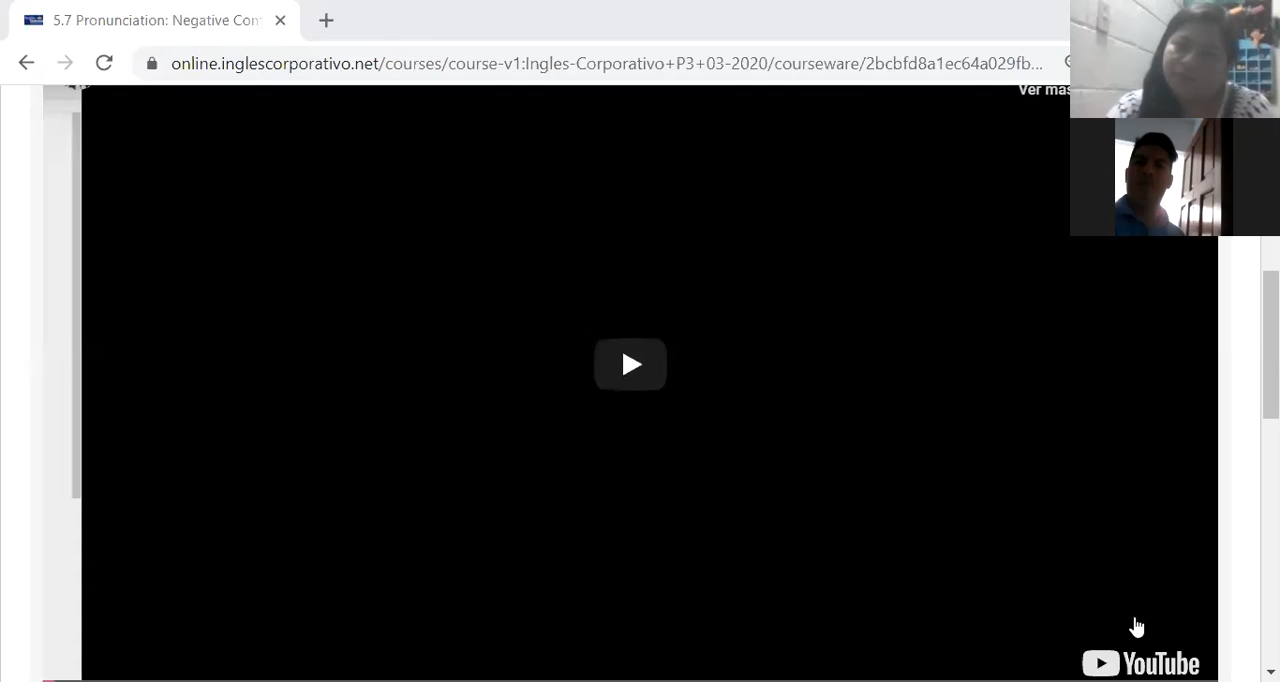 5.7 Pronunciation: Negative Con
online.inglescorporativo.net/courses/course-v1:Ingles-Corporativo+P3+03-2020/courseware/2bcbfd8a1ec64a029fb...
Ver más
YouTube